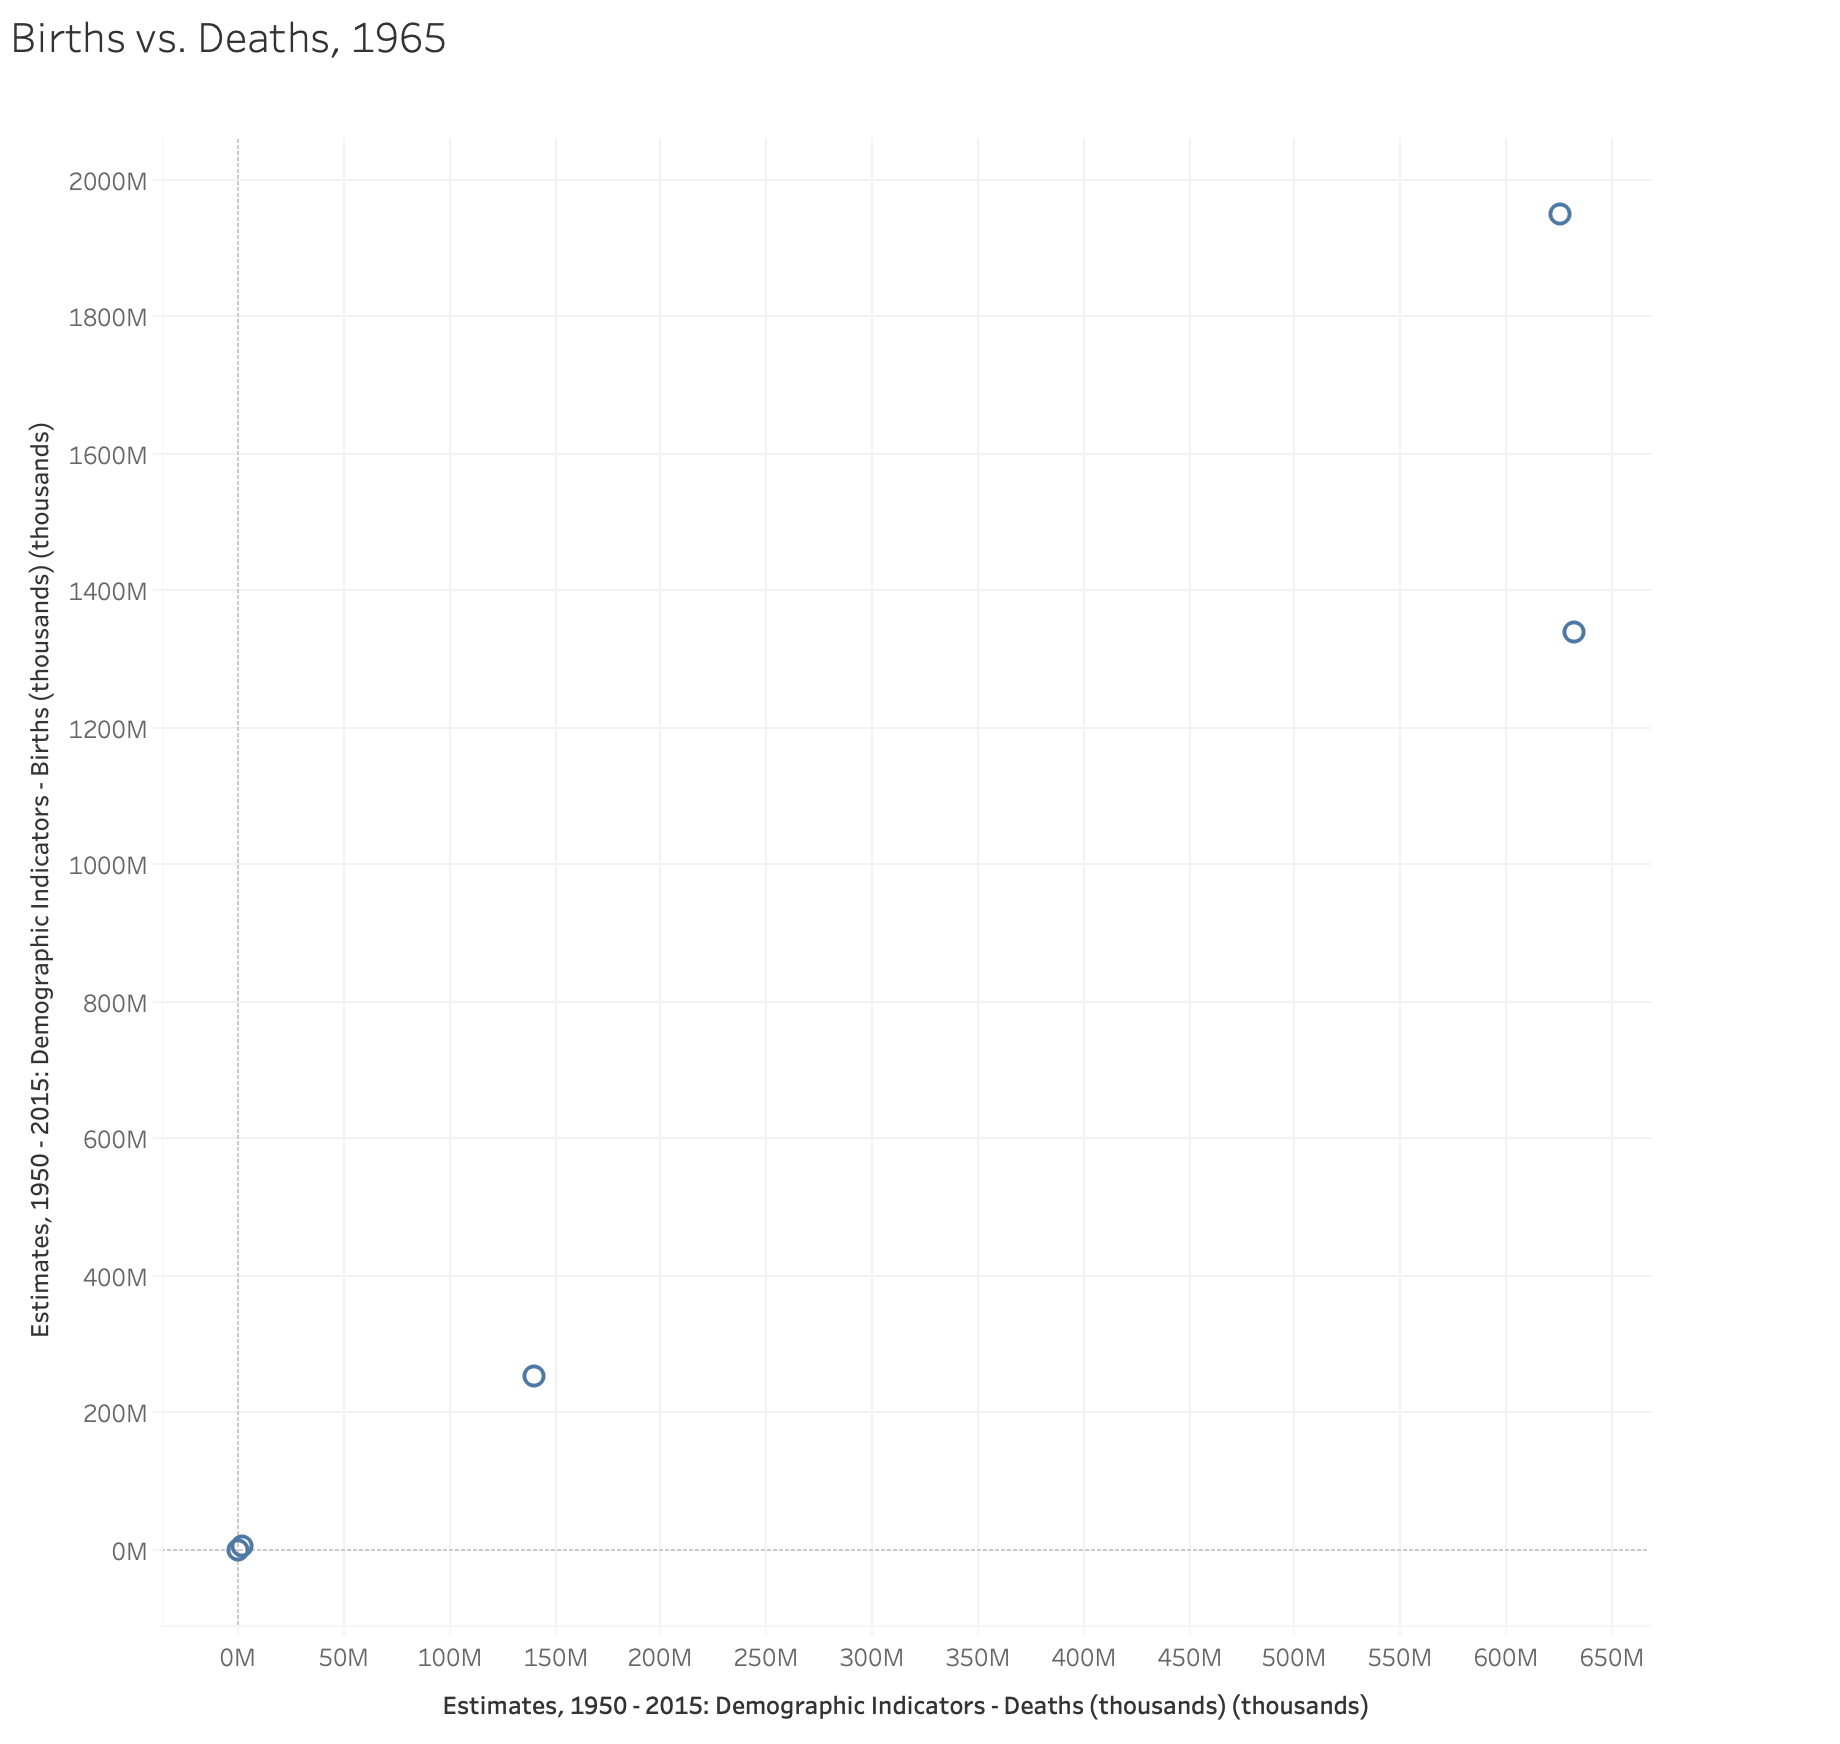 Births vs. Deaths, 1965
Estimates, 1950 - 2015: Demographic Indicators - Births (thousands) (thousands)
2000M
1800M
1600M
1400M
1200M
1000M
800M
600M
400M
200M
0M
0M 50M 100M 150M 200M 250M 300M 350M 400M 450M 500M 550M 600M 650M
Estimates, 1950 - 2015: Demographic Indicators - Deaths (thousands) (thousands)